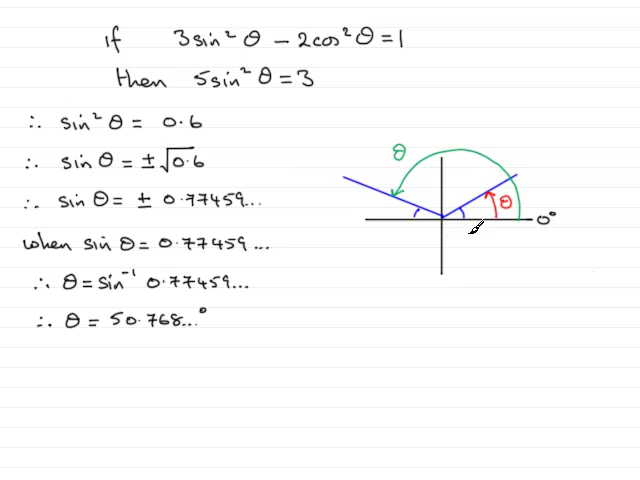 if 3sin²θ – 2cos²θ = 1
then 5sin²θ = 3
∴ sin²θ = 0.6
∴ sinθ = ±√0.6
∴ sinθ = ± 0.77459...
when sinθ = 0.77459...
∴ θ = sin⁻¹ 0.77459...
∴ θ = 50.768...°
θ
θ
0°